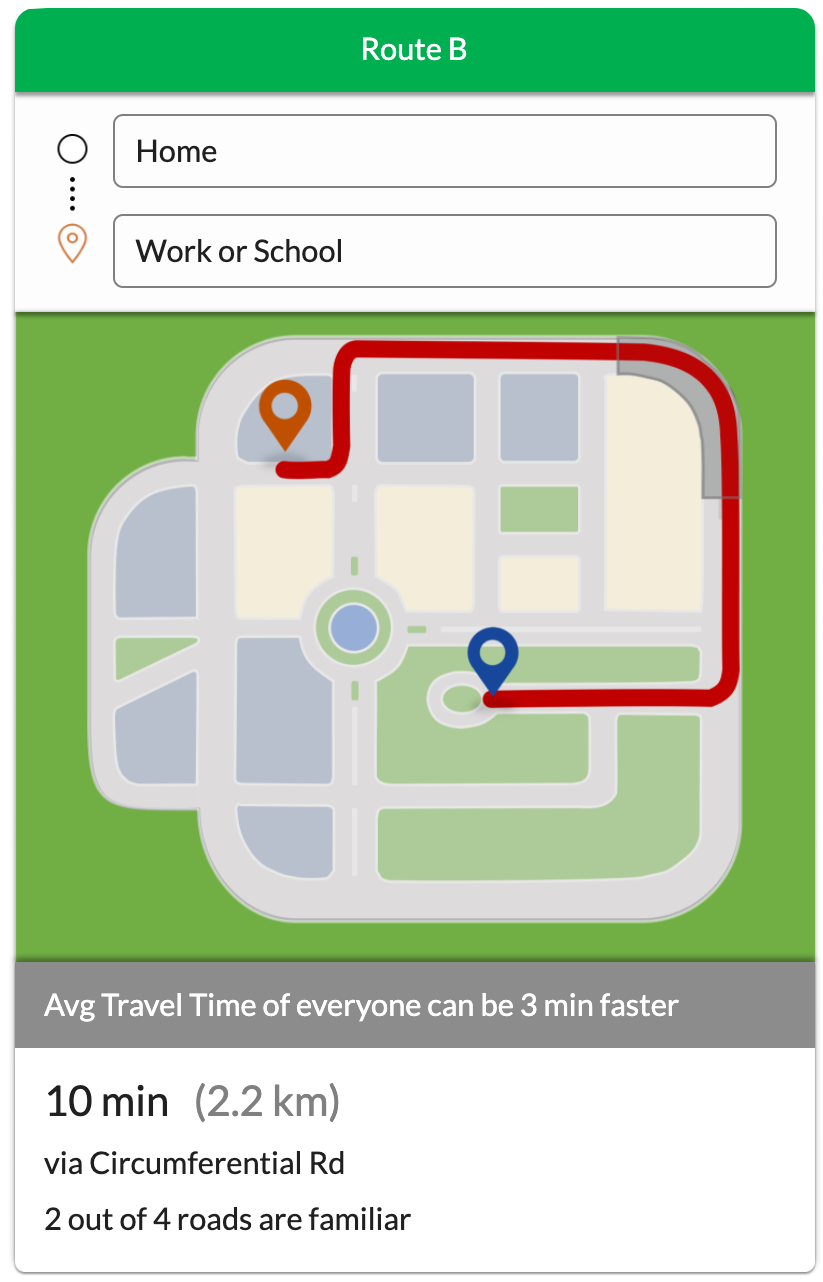 Route B
Home
Work or School
Avg Travel Time of everyone can be 3 min faster
10 min (2.2 km)
via Circumferential Rd
2 out of 4 roads are familiar